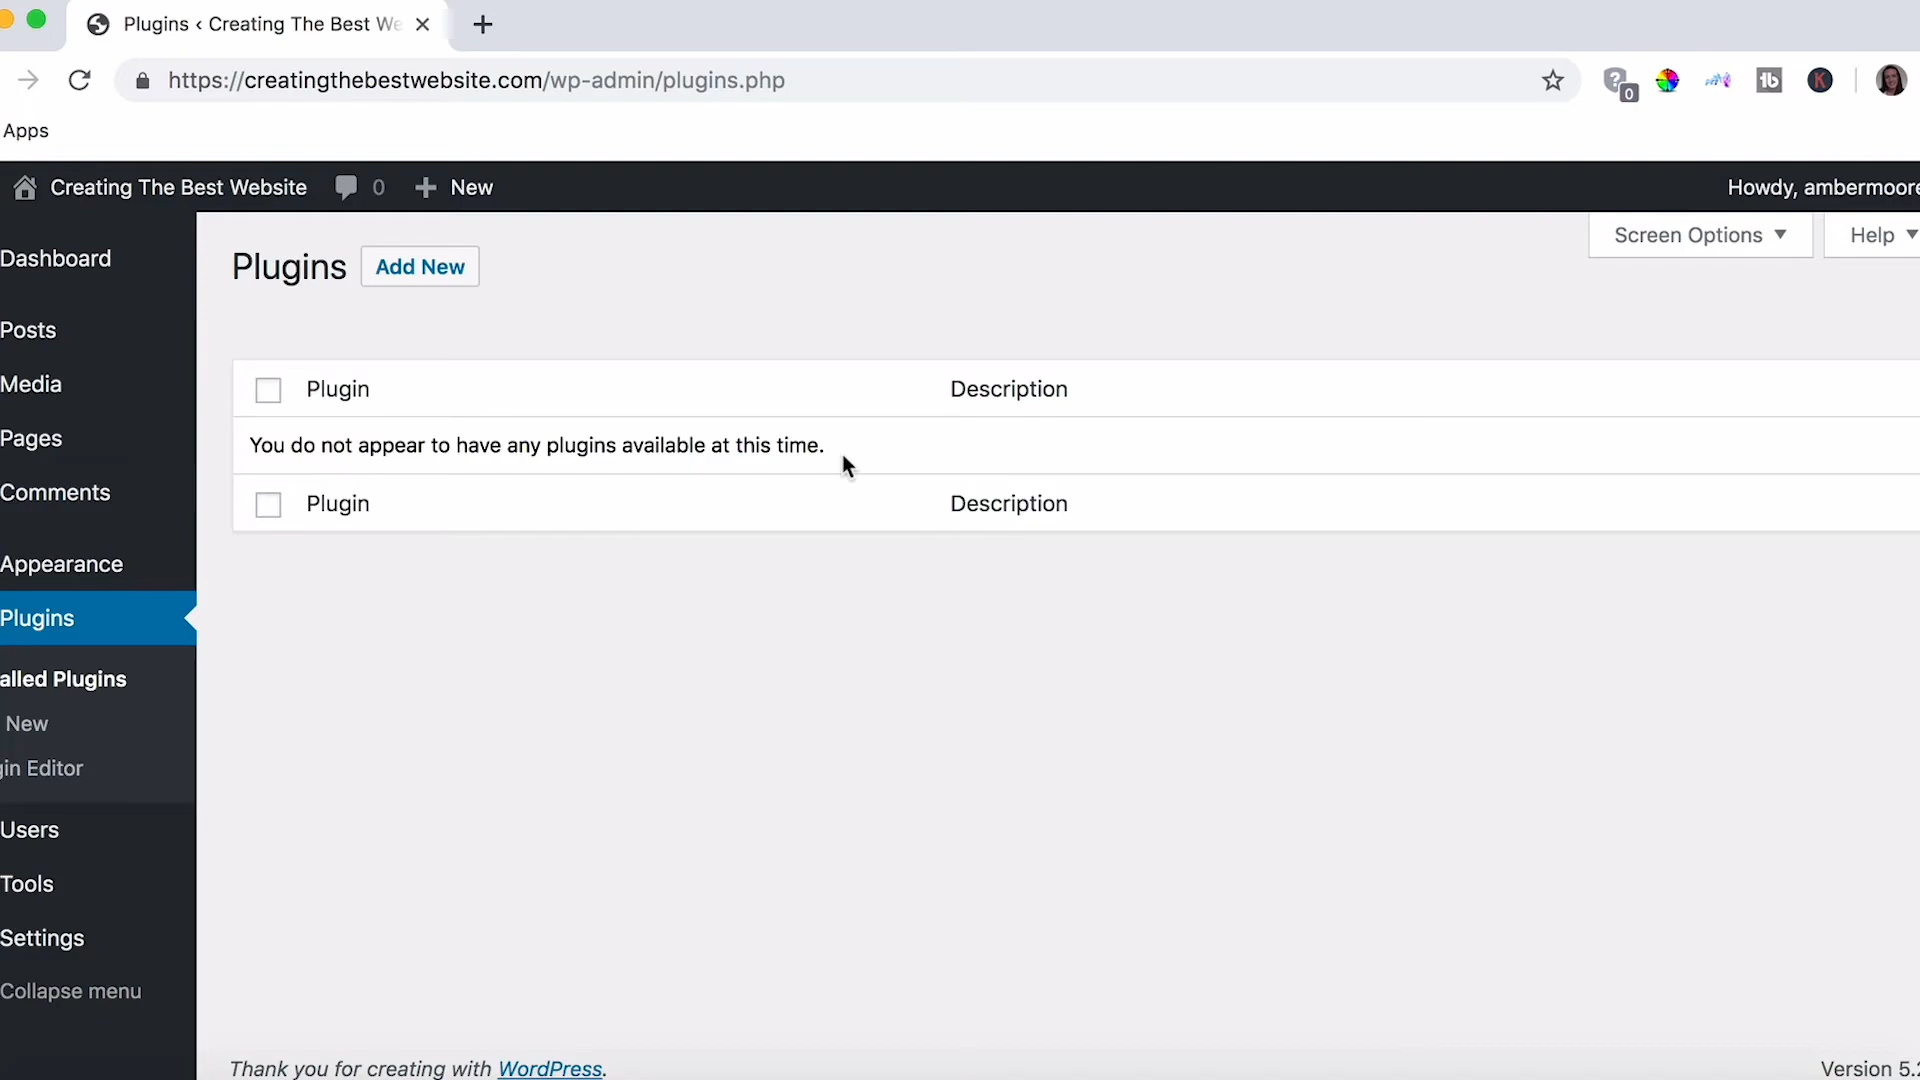 Plugins ‹ Creating The Best We
https://creatingthebestwebsite.com/wp-admin/plugins.php
0
Apps
Creating The Best Website 0 New
Howdy, ambermoore
Screen Options Help
Plugins Add New
Dashboard
Posts
Media
Pages
Comments
Appearance
Plugins
alled Plugins
New
gin Editor
Users
Tools
Settings
Collapse menu
Plugin Description
You do not appear to have any plugins available at this time.
Plugin Description
Thank you for creating with WordPress.
Version 5.2